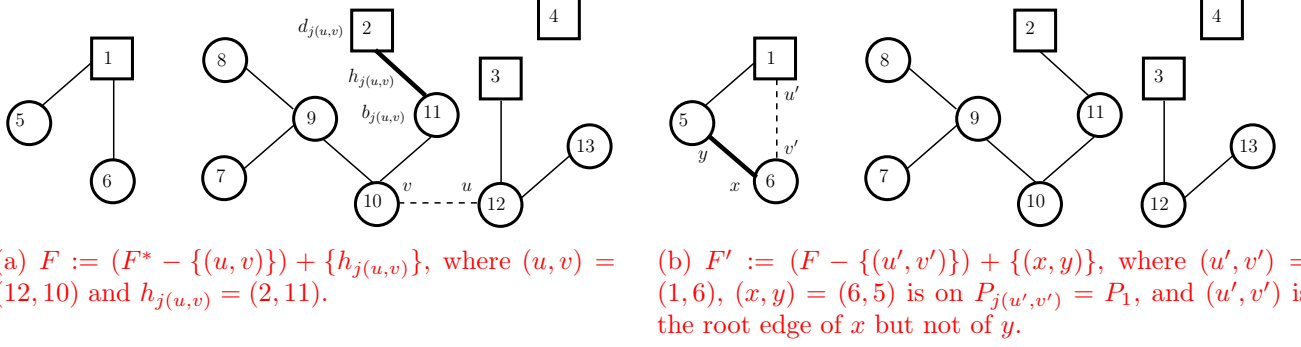 4
d_{j(u,v)} 2
1
8
h_{j(u,v)}
3
5
9
b_{j(u,v)} 11
13
7
6
10 v u 12
4
2
1
8
u'
3
5
9
11
13
y
v'
x 6
7
10
12
(a) F := (F* − {(u, v)}) + {h_{j(u,v)}}, where (u, v) =
(12, 10) and h_{j(u,v)} = (2, 11).
(b) F' := (F − {(u', v')}) + {(x, y)}, where (u', v') =
(1, 6), (x, y) = (6, 5) is on P_{j(u',v')} = P_1, and (u', v') is
the root edge of x but not of y.